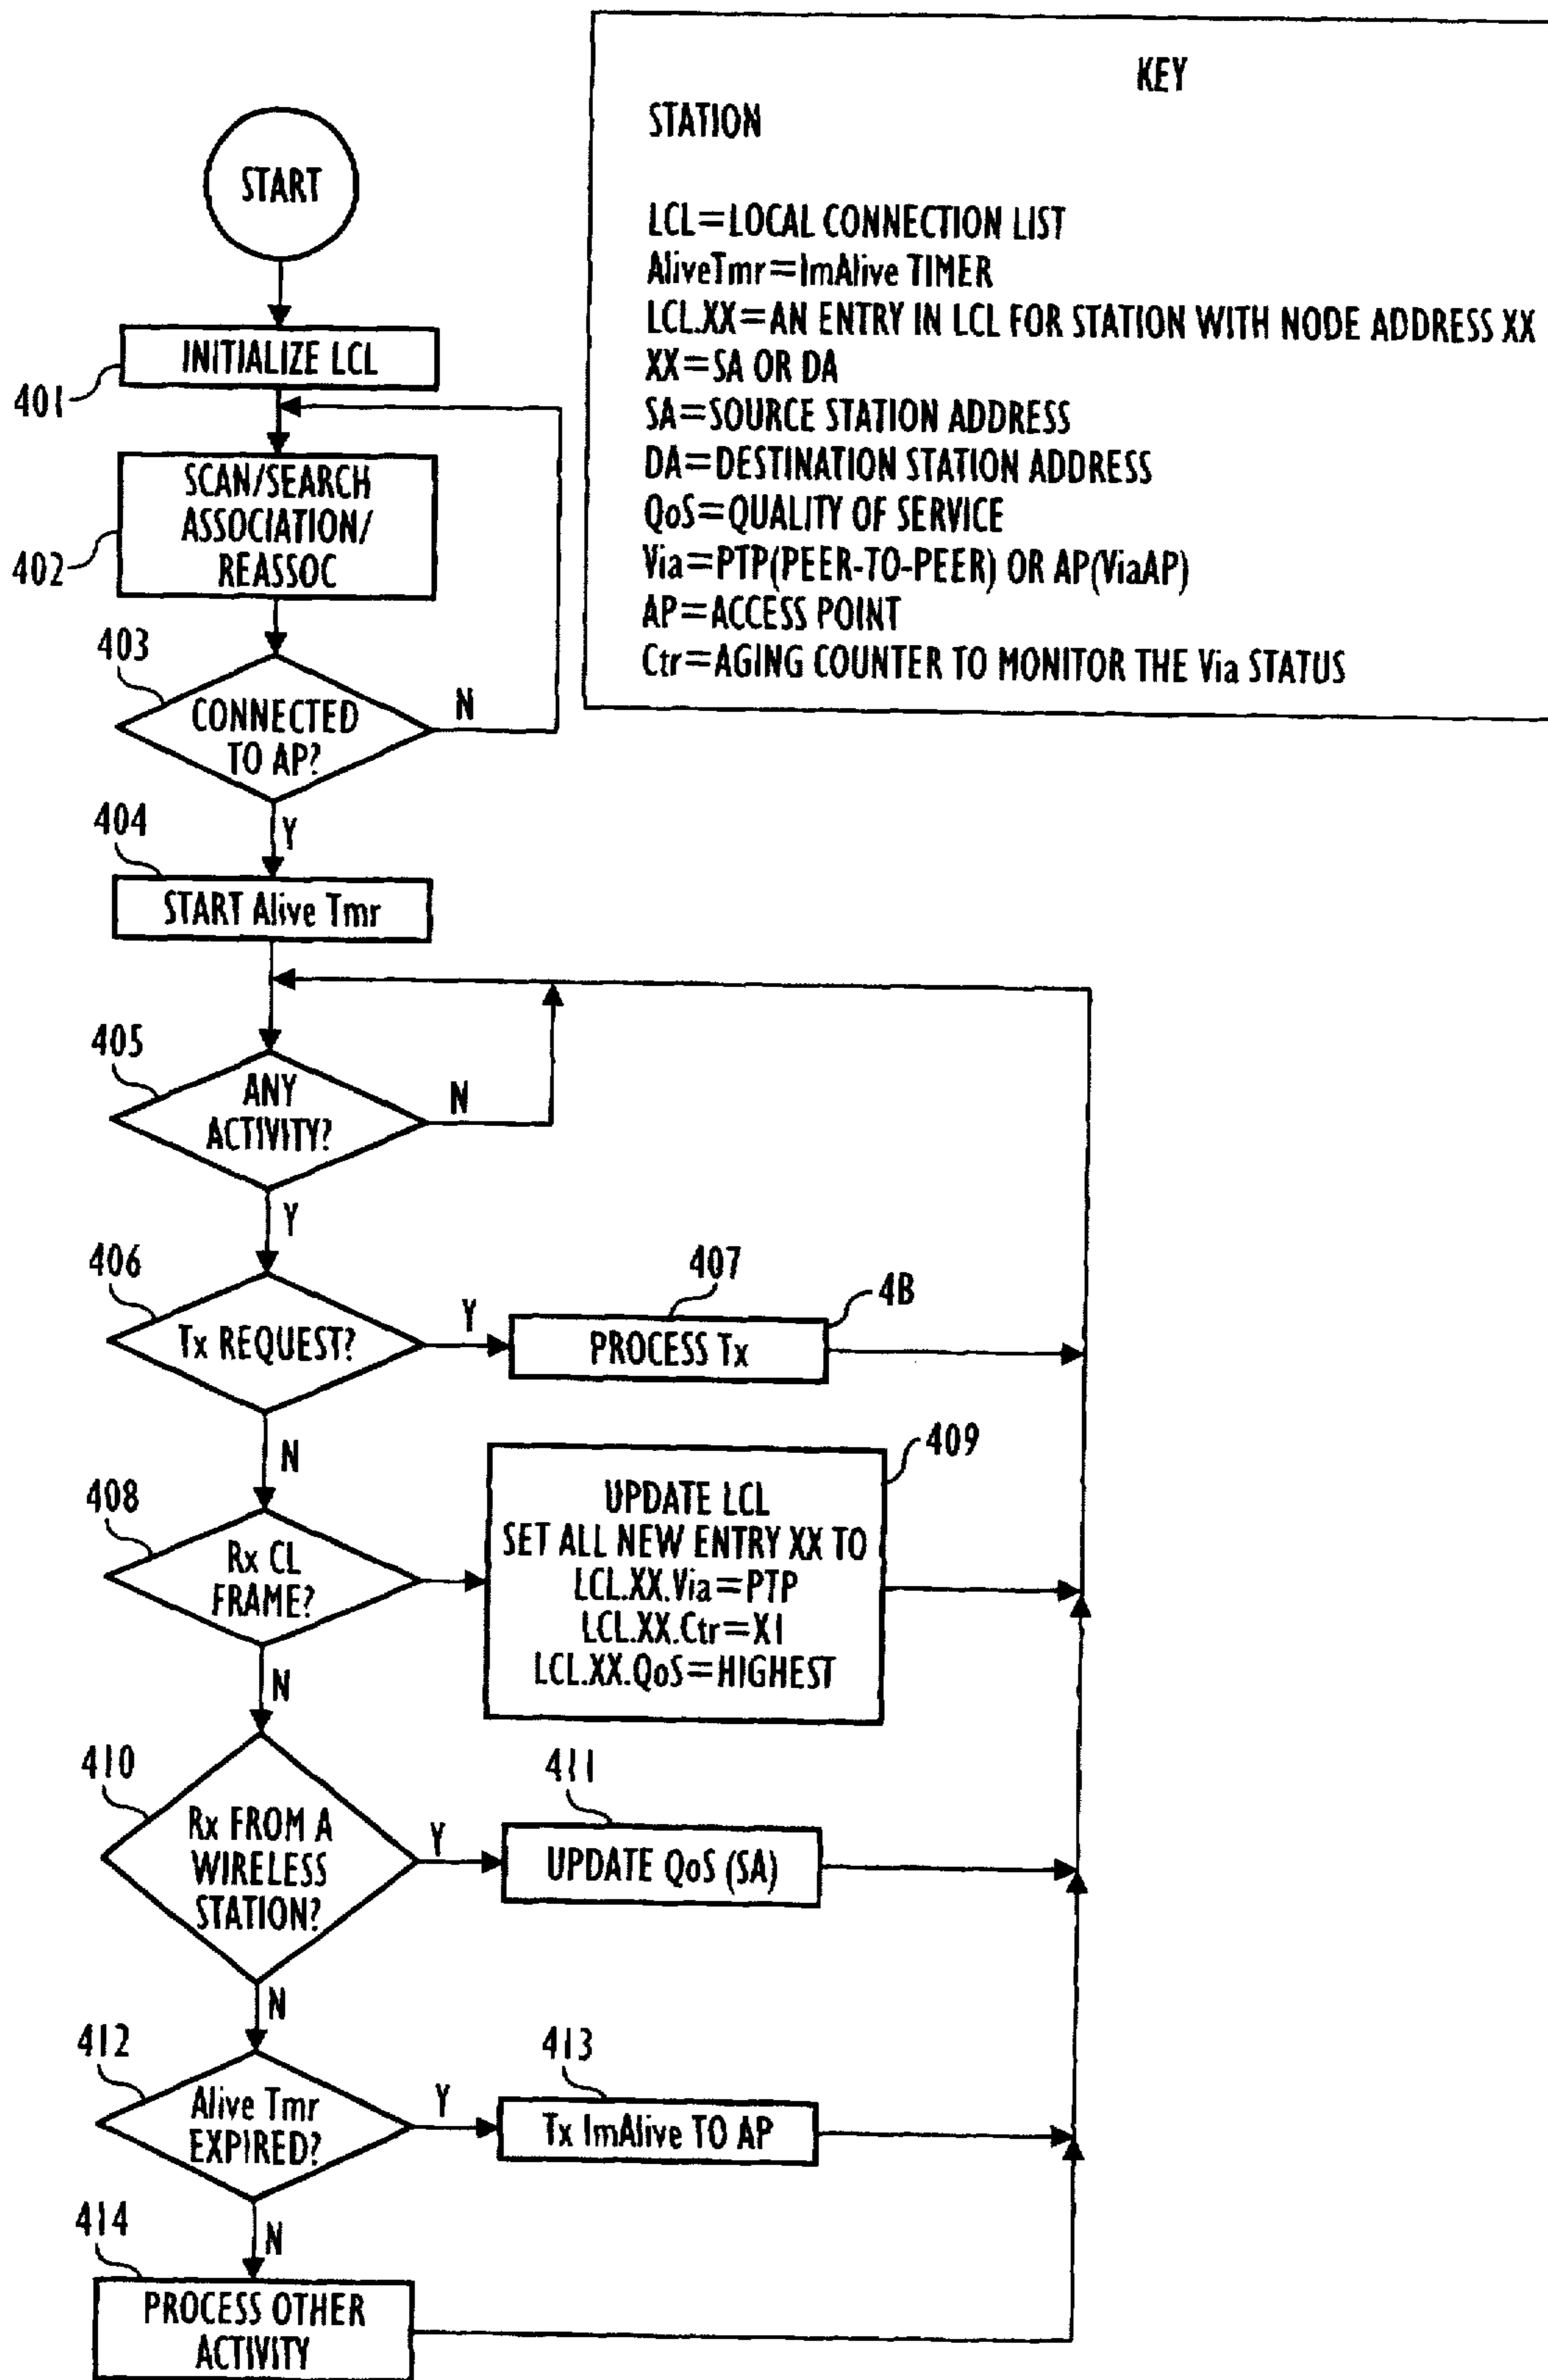 KEY
STATION
LCL=LOCAL CONNECTION LIST
AliveTmr=ImAlive TIMER
LCL.XX=AN ENTRY IN LCL FOR STATION WITH NODE ADDRESS XX
XX=SA OR DA
SA=SOURCE STATION ADDRESS
DA=DESTINATION STATION ADDRESS
QoS=QUALITY OF SERVICE
Via=PTP(PEER-TO-PEER) OR AP(ViaAP)
AP=ACCESS POINT
Ctr=AGING COUNTER TO MONITOR THE Via STATUS
START
INITIALIZE LCL
401
SCAN/SEARCH
ASSOCIATION/
REASSOC
402
403
CONNECTED
TO AP?
N
Y
404
START Alive Tmr
405
ANY
ACTIVITY?
N
Y
406
Tx REQUEST?
Y
407
4B
PROCESS Tx
N
408
Rx CL
FRAME?
409
UPDATE LCL
SET ALL NEW ENTRY XX TO
LCL.XX.Via=PTP
LCL.XX.Ctr=X1
LCL.XX.QoS=HIGHEST
N
410
Rx FROM A
WIRELESS
STATION?
Y
411
UPDATE QoS (SA)
N
412
Alive Tmr
EXPIRED?
Y
413
Tx ImAlive TO AP
N
414
PROCESS OTHER
ACTIVITY